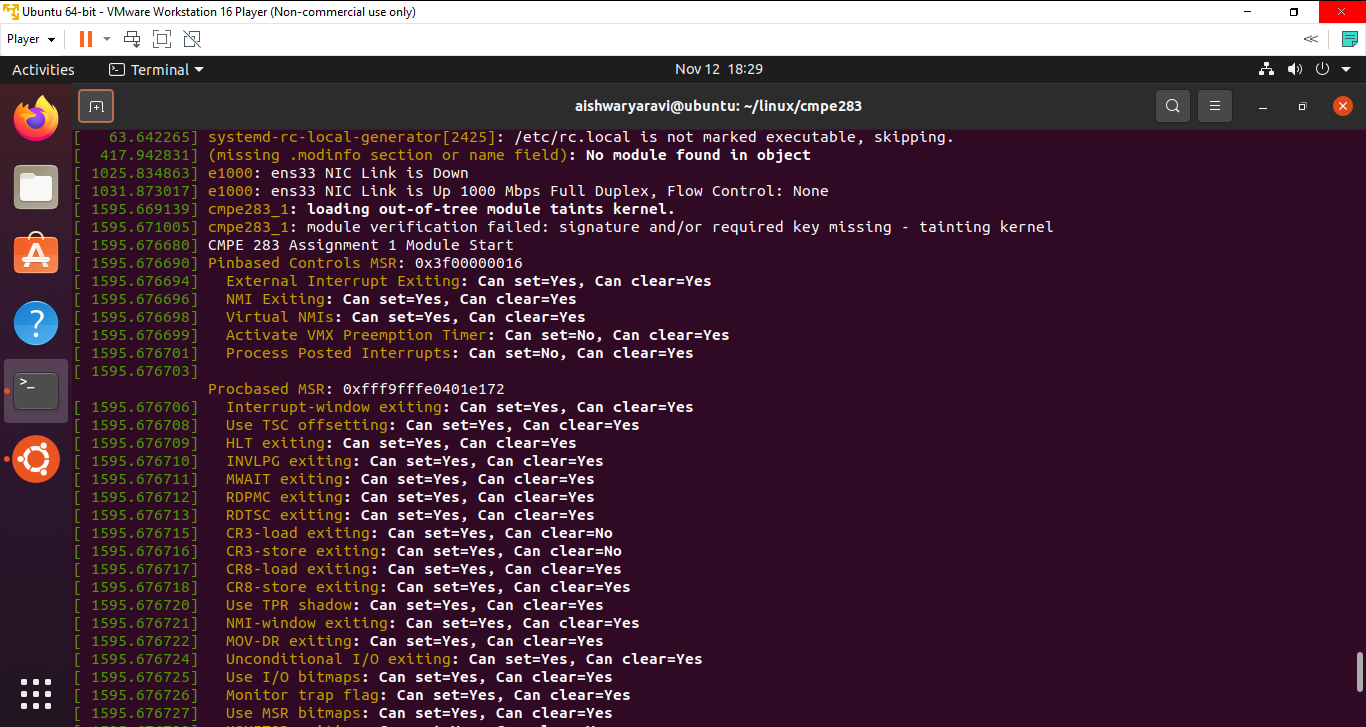 Ubuntu 64-bit - VMware Workstation 16 Player (Non-commercial use only)
Player
Activities
Terminal
Nov 12 18:29
aishwaryaravi@ubuntu: ~/linux/cmpe283
[   63.642265] systemd-rc-local-generator[2425]: /etc/rc.local is not marked executable, skipping.
[  417.942831] (missing .modinfo section or name field): No module found in object
[ 1025.834863] e1000: ens33 NIC Link is Down
[ 1031.873017] e1000: ens33 NIC Link is Up 1000 Mbps Full Duplex, Flow Control: None
[ 1595.669139] cmpe283_1: loading out-of-tree module taints kernel.
[ 1595.671005] cmpe283_1: module verification failed: signature and/or required key missing - tainting kernel
[ 1595.676680] CMPE 283 Assignment 1 Module Start
[ 1595.676690] Pinbased Controls MSR: 0x3f00000016
[ 1595.676694]   External Interrupt Exiting: Can set=Yes, Can clear=Yes
[ 1595.676696]   NMI Exiting: Can set=Yes, Can clear=Yes
[ 1595.676698]   Virtual NMIs: Can set=Yes, Can clear=Yes
[ 1595.676699]   Activate VMX Preemption Timer: Can set=No, Can clear=Yes
[ 1595.676701]   Process Posted Interrupts: Can set=No, Can clear=Yes
[ 1595.676703]
Procbased MSR: 0xfff9fffe0401e172
[ 1595.676706]   Interrupt-window exiting: Can set=Yes, Can clear=Yes
[ 1595.676708]   Use TSC offsetting: Can set=Yes, Can clear=Yes
[ 1595.676709]   HLT exiting: Can set=Yes, Can clear=Yes
[ 1595.676710]   INVLPG exiting: Can set=Yes, Can clear=Yes
[ 1595.676711]   MWAIT exiting: Can set=Yes, Can clear=Yes
[ 1595.676712]   RDPMC exiting: Can set=Yes, Can clear=Yes
[ 1595.676713]   RDTSC exiting: Can set=Yes, Can clear=Yes
[ 1595.676715]   CR3-load exiting: Can set=Yes, Can clear=No
[ 1595.676716]   CR3-store exiting: Can set=Yes, Can clear=No
[ 1595.676717]   CR8-load exiting: Can set=Yes, Can clear=Yes
[ 1595.676718]   CR8-store exiting: Can set=Yes, Can clear=Yes
[ 1595.676720]   Use TPR shadow: Can set=Yes, Can clear=Yes
[ 1595.676721]   NMI-window exiting: Can set=Yes, Can clear=Yes
[ 1595.676722]   MOV-DR exiting: Can set=Yes, Can clear=Yes
[ 1595.676724]   Unconditional I/O exiting: Can set=Yes, Can clear=Yes
[ 1595.676725]   Use I/O bitmaps: Can set=Yes, Can clear=Yes
[ 1595.676726]   Monitor trap flag: Can set=Yes, Can clear=Yes
[ 1595.676727]   Use MSR bitmaps: Can set=Yes, Can clear=Yes